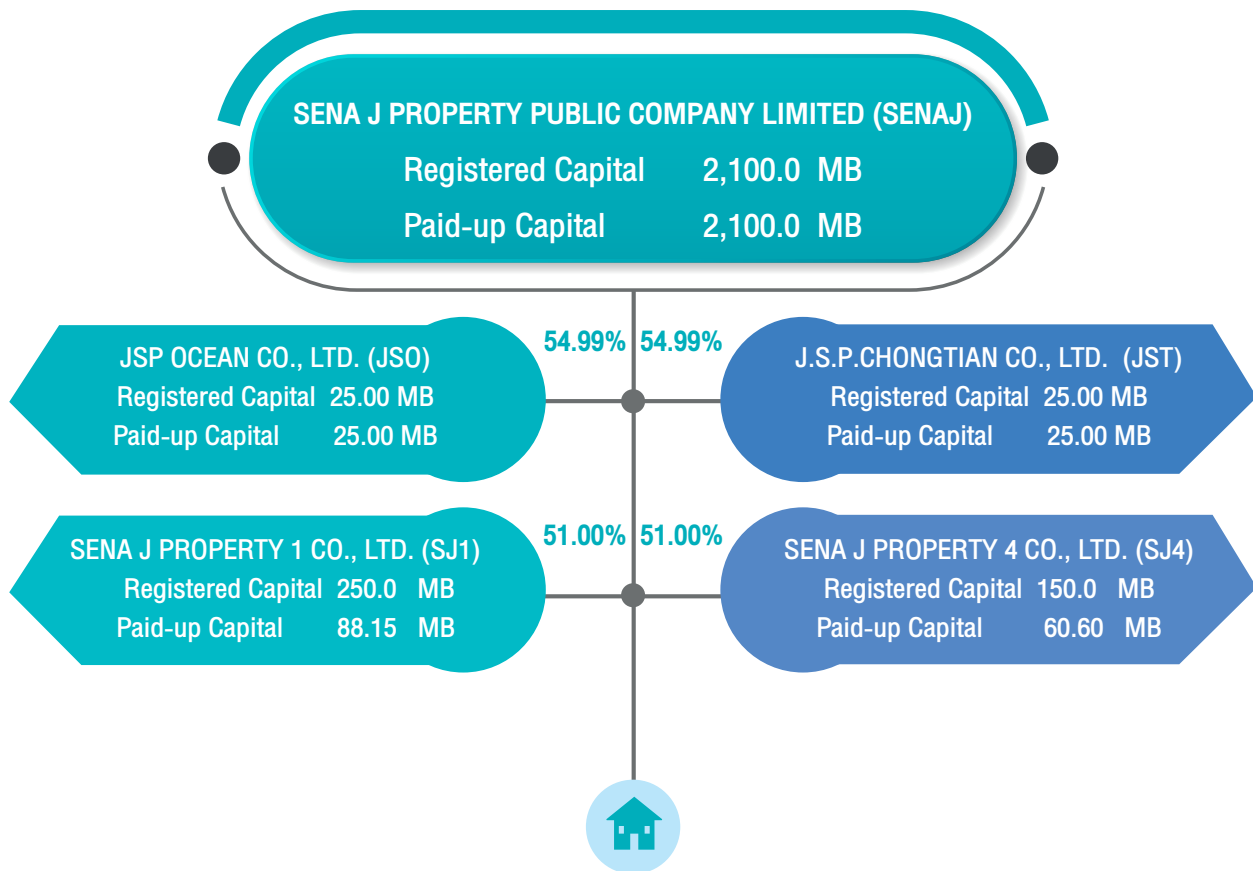 SENA J PROPERTY PUBLIC COMPANY LIMITED (SENAJ)
Registered Capital 2,100.0 MB
Paid-up Capital 2,100.0 MB
54.99% 54.99%
JSP OCEAN CO., LTD. (JSO)
Registered Capital 25.00 MB
Paid-up Capital 25.00 MB
J.S.P.CHONGTIAN CO., LTD. (JST)
Registered Capital 25.00 MB
Paid-up Capital 25.00 MB
51.00% 51.00%
SENA J PROPERTY 1 CO., LTD. (SJ1)
Registered Capital 250.0 MB
Paid-up Capital 88.15 MB
SENA J PROPERTY 4 CO., LTD. (SJ4)
Registered Capital 150.0 MB
Paid-up Capital 60.60 MB